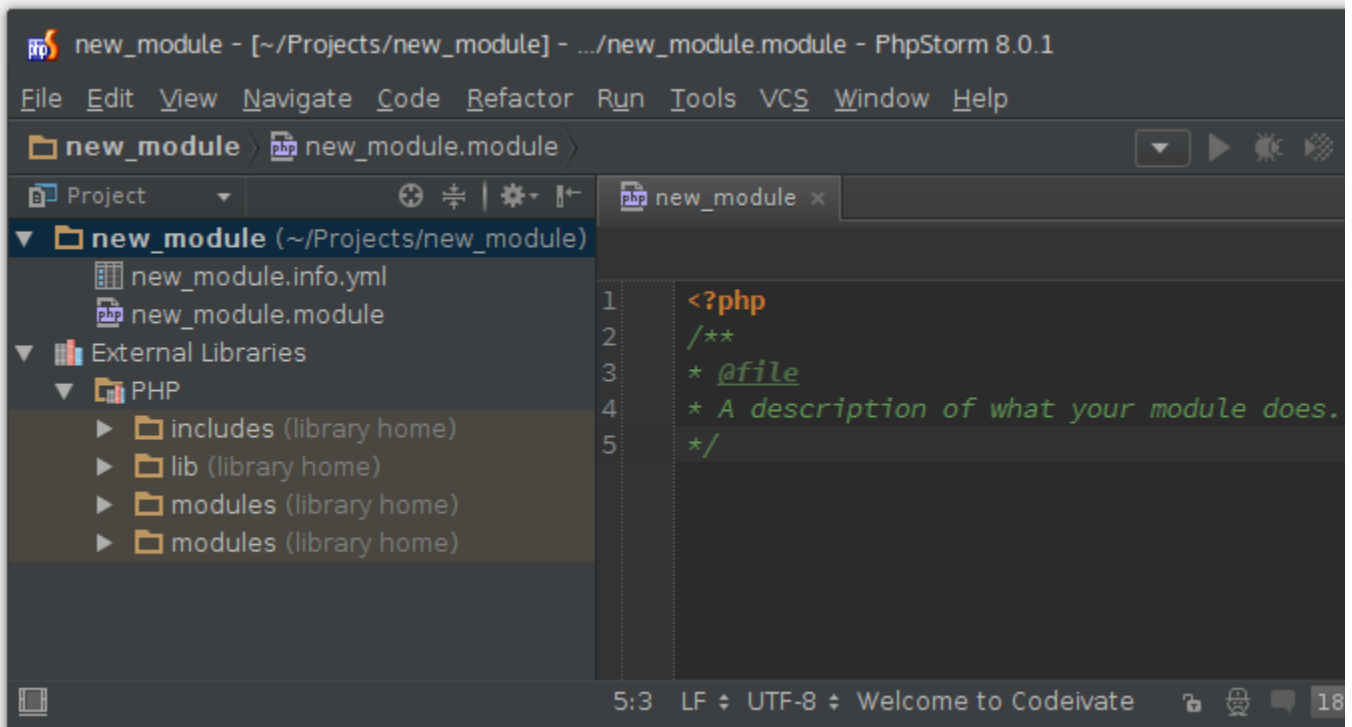 new_module - [~/Projects/new_module] - .../new_module.module - PhpStorm 8.0.1
File Edit View Navigate Code Refactor Run Tools VCS Window Help
new_module new_module.module
Project
new_module (~/Projects/new_module)
new_module.info.yml
new_module.module
External Libraries
PHP
includes (library home)
lib (library home)
modules (library home)
modules (library home)
new_module
1 <?php
2 /**
3 * @file
4 * A description of what your module does.
5 */
5:3 LF UTF-8 Welcome to Codeivate 18